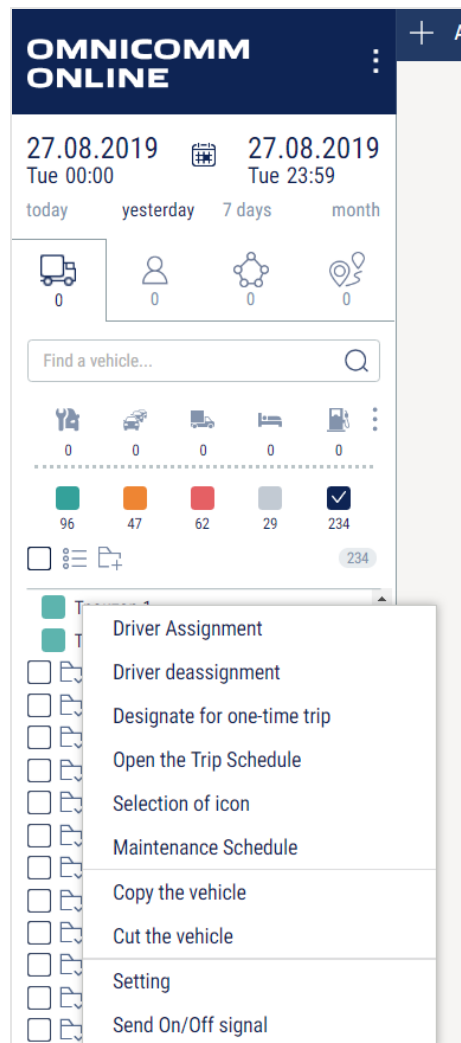 OMNICOMM
ONLINE
A
27.08.2019
Tue 00:00
27.08.2019
Tue 23:59
today yesterday 7 days month
0 0 0 0
Find a vehicle...
0 0 0 0 0
96 47 62 29 234
234
Driver Assignment
Driver deassignment
Designate for one-time trip
Open the Trip Schedule
Selection of icon
Maintenance Schedule
Copy the vehicle
Cut the vehicle
Setting
Send On/Off signal